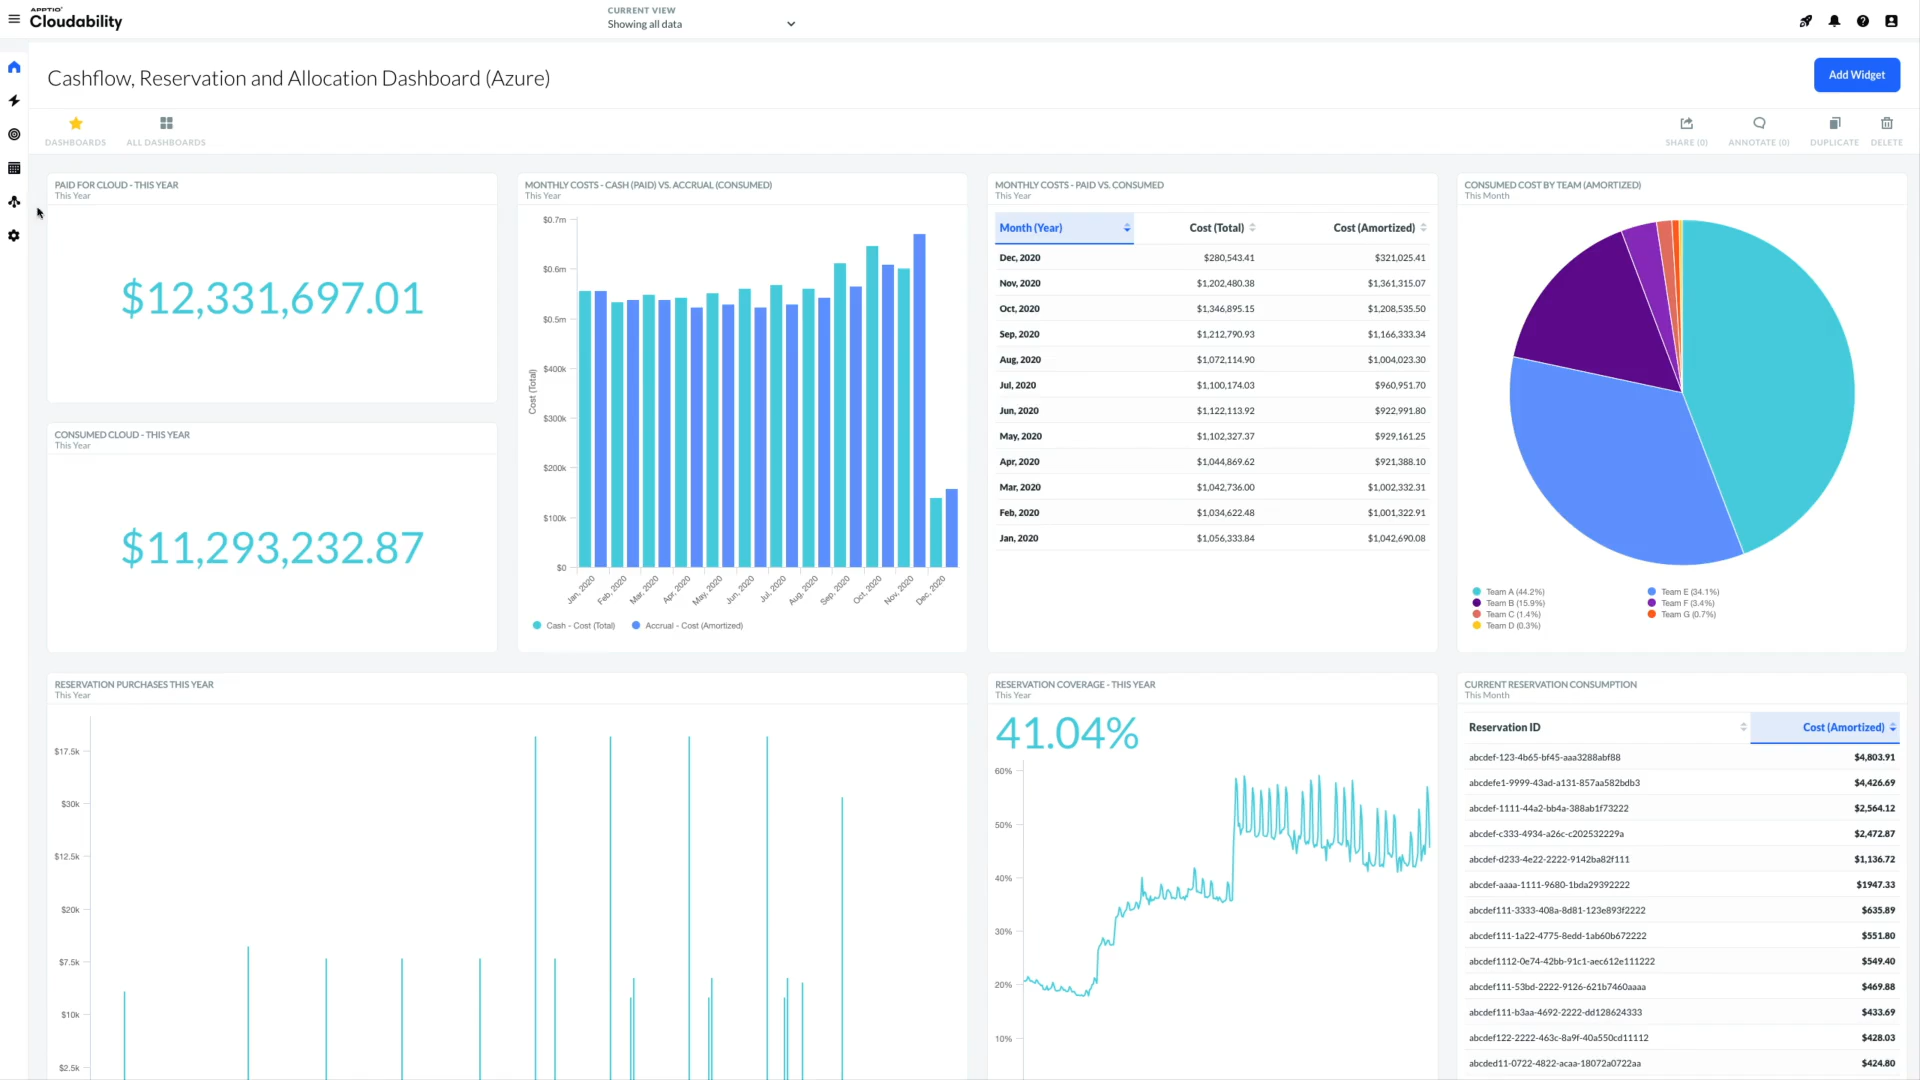 APPTIO
Cloudability
CURRENT VIEW
Showing all data
Cashflow, Reservation and Allocation Dashboard (Azure)
Add Widget
DASHBOARDS
ALL DASHBOARDS
SHARE (0)
ANNOTATE (0)
DUPLICATE
DELETE
PAID FOR CLOUD - THIS YEAR
This Year
$12,331,697.01
CONSUMED CLOUD - THIS YEAR
This Year
$11,293,232.87
MONTHLY COSTS - CASH (PAID) VS. ACCRUAL (CONSUMED)
This Year
Cost (Total)
$0.7m
$0.6m
$0.5m
$400k
$300k
$200k
$100k
$0
Jan, 2020
Feb, 2020
Mar, 2020
Apr, 2020
May, 2020
Jun, 2020
Jul, 2020
Aug, 2020
Sep, 2020
Oct, 2020
Nov, 2020
Dec, 2020
Cash - Cost (Total)
Accrual - Cost (Amortized)
MONTHLY COSTS - PAID VS. CONSUMED
This Year
Month (Year) Cost (Total) Cost (Amortized)
Dec, 2020 $280,543.41 $321,025.41
Nov, 2020 $1,202,480.38 $1,361,315.07
Oct, 2020 $1,346,895.15 $1,208,535.50
Sep, 2020 $1,212,790.93 $1,166,333.34
Aug, 2020 $1,072,114.90 $1,004,023.30
Jul, 2020 $1,100,174.03 $960,951.70
Jun, 2020 $1,122,113.92 $922,991.80
May, 2020 $1,102,327.37 $929,161.25
Apr, 2020 $1,044,869.62 $921,388.10
Mar, 2020 $1,042,736.00 $1,002,332.31
Feb, 2020 $1,034,622.48 $1,001,322.91
Jan, 2020 $1,056,333.84 $1,042,690.08
CONSUMED COST BY TEAM (AMORTIZED)
This Month
Team A (44.2%) Team E (34.1%)
Team B (15.9%) Team F (3.4%)
Team C (1.4%) Team G (0.7%)
Team D (0.3%)
RESERVATION PURCHASES THIS YEAR
This Year
$17.5k
$30k
$12.5k
$20k
$7.5k
$10k
$2.5k
RESERVATION COVERAGE - THIS YEAR
This Year
41.04%
60%
50%
40%
30%
20%
10%
CURRENT RESERVATION CONSUMPTION
This Month
Reservation ID Cost (Amortized)
abcdef-123-4b65-bf45-aaa3288abf88 $4,803.91
abcdefe1-9999-43ad-a131-857aa582bdb3 $4,426.69
abcdef-1111-44a2-bb4a-388ab1f73222 $2,564.12
abcdef-c333-4934-a26c-c202532229a $2,472.87
abcdef-d233-4e22-2222-9142ba82f111 $1,136.72
abcdef-aaaa-1111-9680-1bda29392222 $1947.33
abcdef111-3333-408a-8d81-123e893f2222 $635.89
abcdef111-1a22-4775-8edd-1ab60b672222 $551.80
abcdef1112-0e74-42bb-91c1-aec612e111222 $549.40
abcdef111-53bd-2222-9126-621b7460aaaa $469.88
abcdef111-b3aa-4692-2222-dd128624333 $433.69
abcdef122-2222-463c-8a9f-40a550cd11112 $428.03
abcded11-0722-4822-acaa-18072a0722aa $424.80